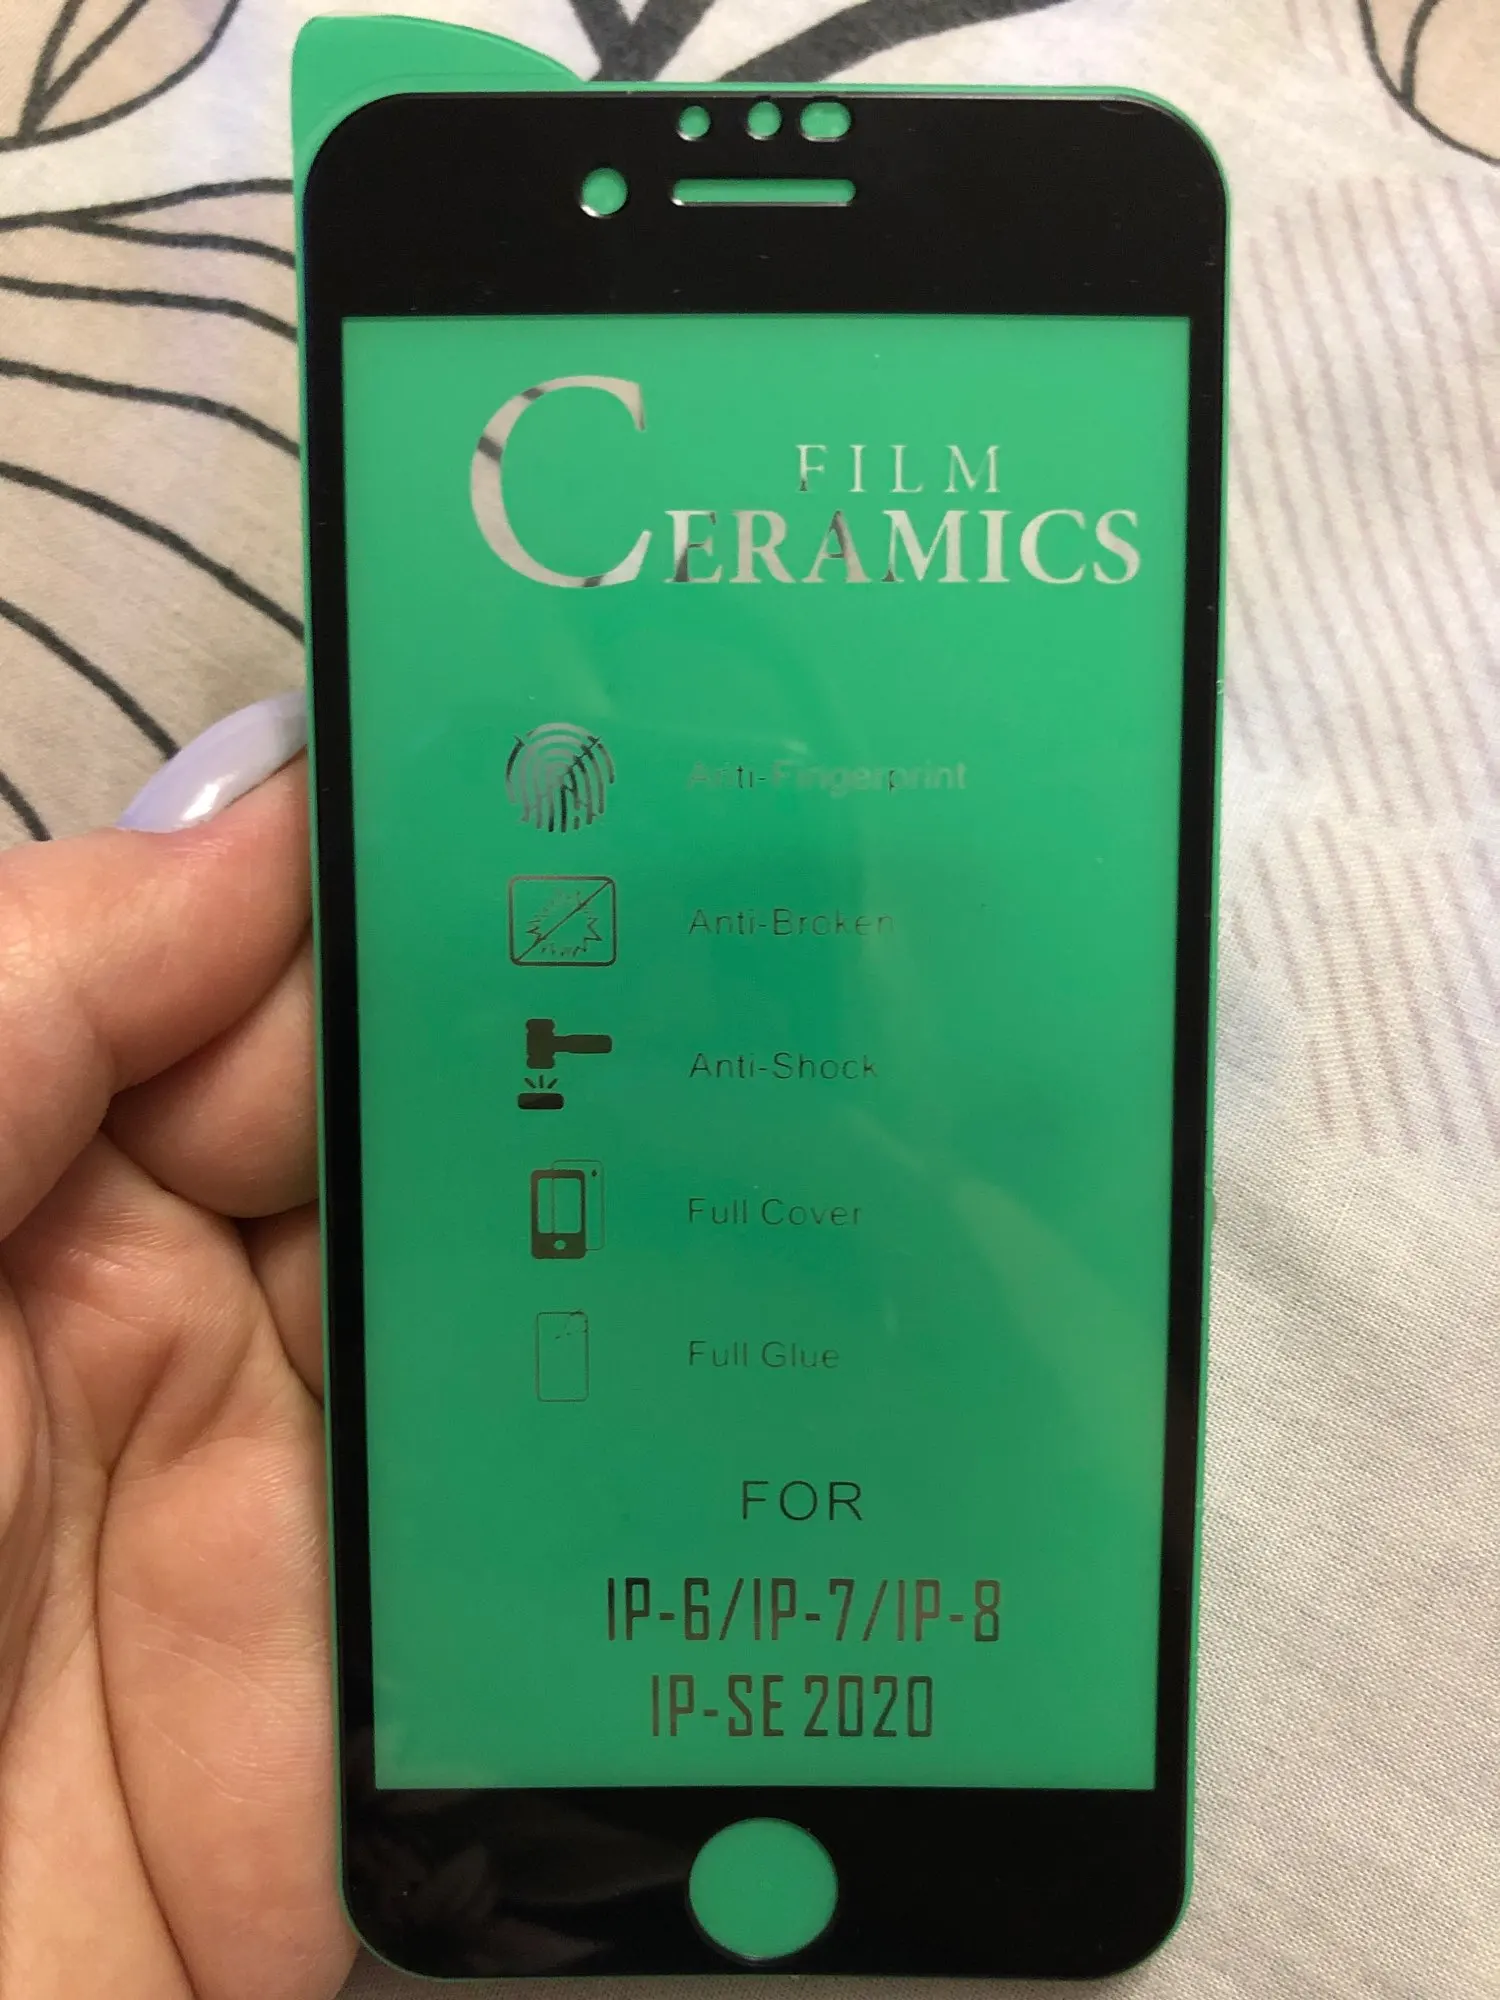 FILM
CERAMICS
Anti-Fingerprint
Anti-Broken
Anti-Shock
Full Cover
Full Glue
FOR
IP-6/IP-7/IP-8
IP-SE 2020